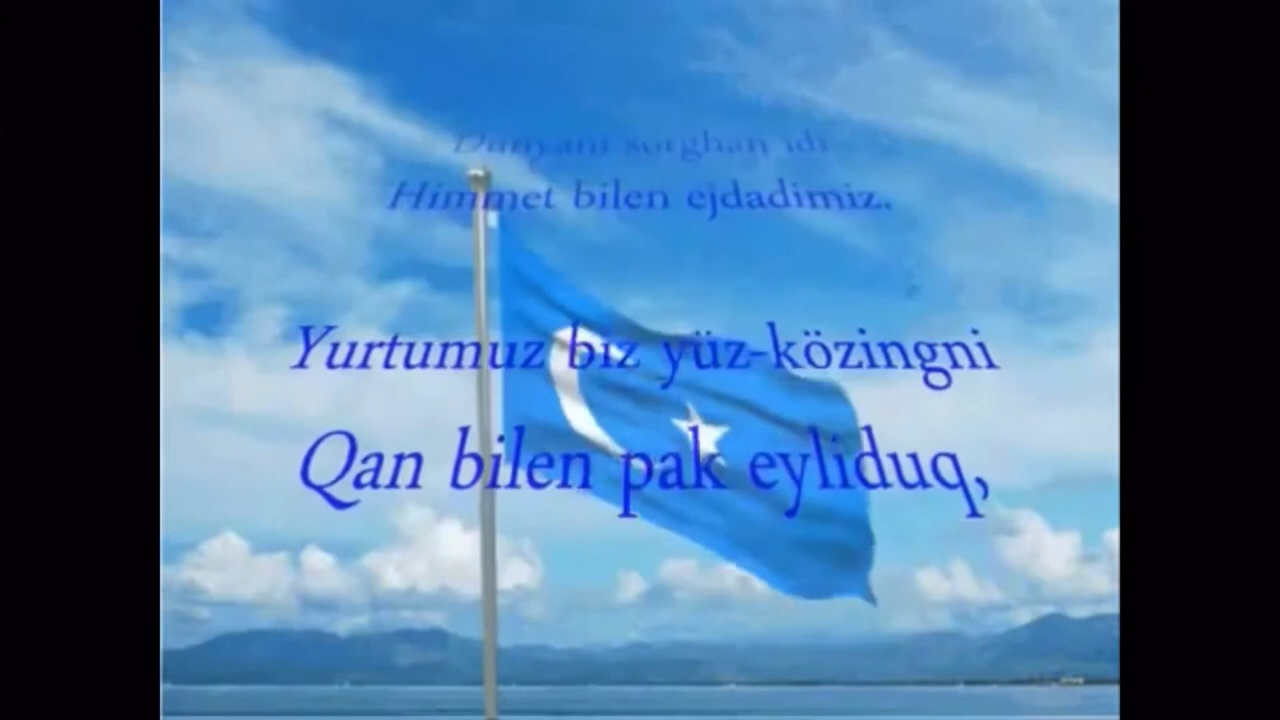 Dunyani sorghan idi
Himmet bilen ejdadimiz.
Yurtumuz biz yüz-közingni
Qan bilen pak eyliduq,